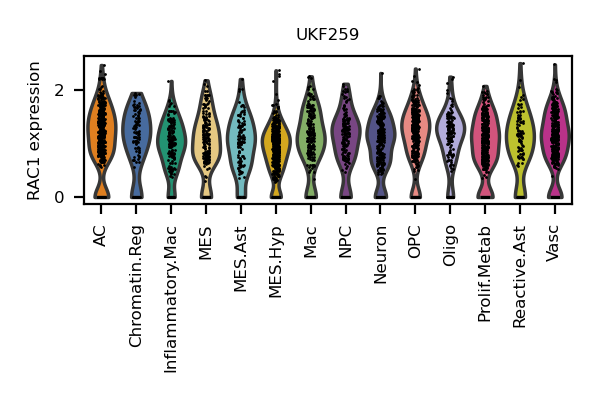 UKF259
RAC1 expression
2
0
AC
Chromatin.Reg
Inflammatory.Mac
MES
MES.Ast
MES.Hyp
Mac
NPC
Neuron
OPC
Oligo
Prolif.Metab
Reactive.Ast
Vasc